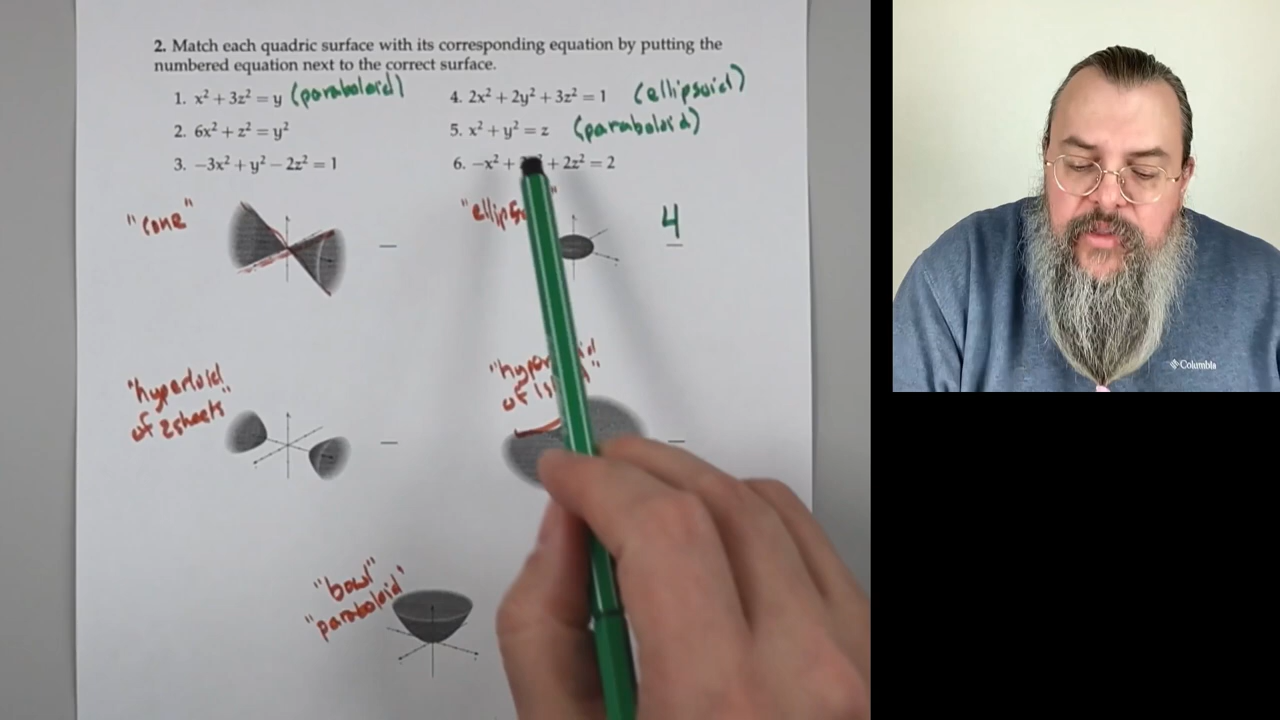 2. Match each quadric surface with its corresponding equation by putting the
numbered equation next to the correct surface.
1. x² + 3z² = y (paraboloid)
4. 2x² + 2y² + 3z² = 1 (ellipsoid)
2. 6x² + z² = y²
5. x² + y² = z (paraboloid)
3. −3x² + y² − 2z² = 1
6. −x² + + 2z² = 2
"cone"
4
"hyperloid
of 2 sheets"
of
"bowl"
"paraboloid"
Columbia